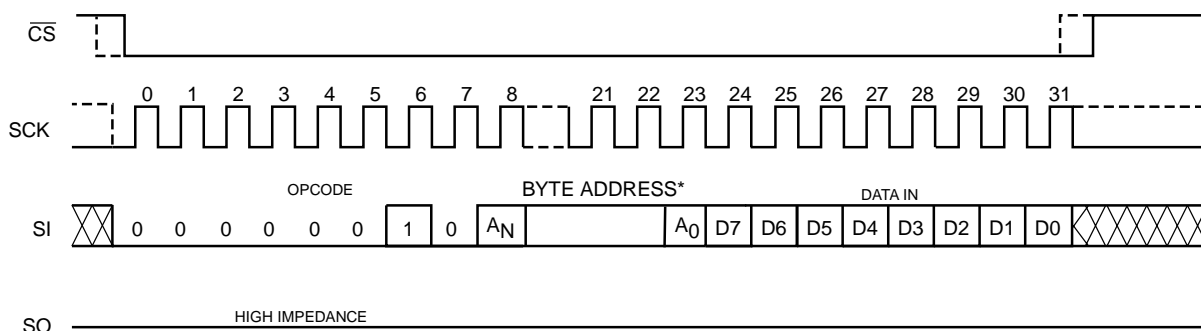 CS
0 1 2 3 4 5 6 7 8 21 22 23 24 25 26 27 28 29 30 31
SCK
OPCODE BYTE ADDRESS* DATA IN
SI 0 0 0 0 0 0 1 0 AN A0 D7 D6 D5 D4 D3 D2 D1 D0
HIGH IMPEDANCE
SO